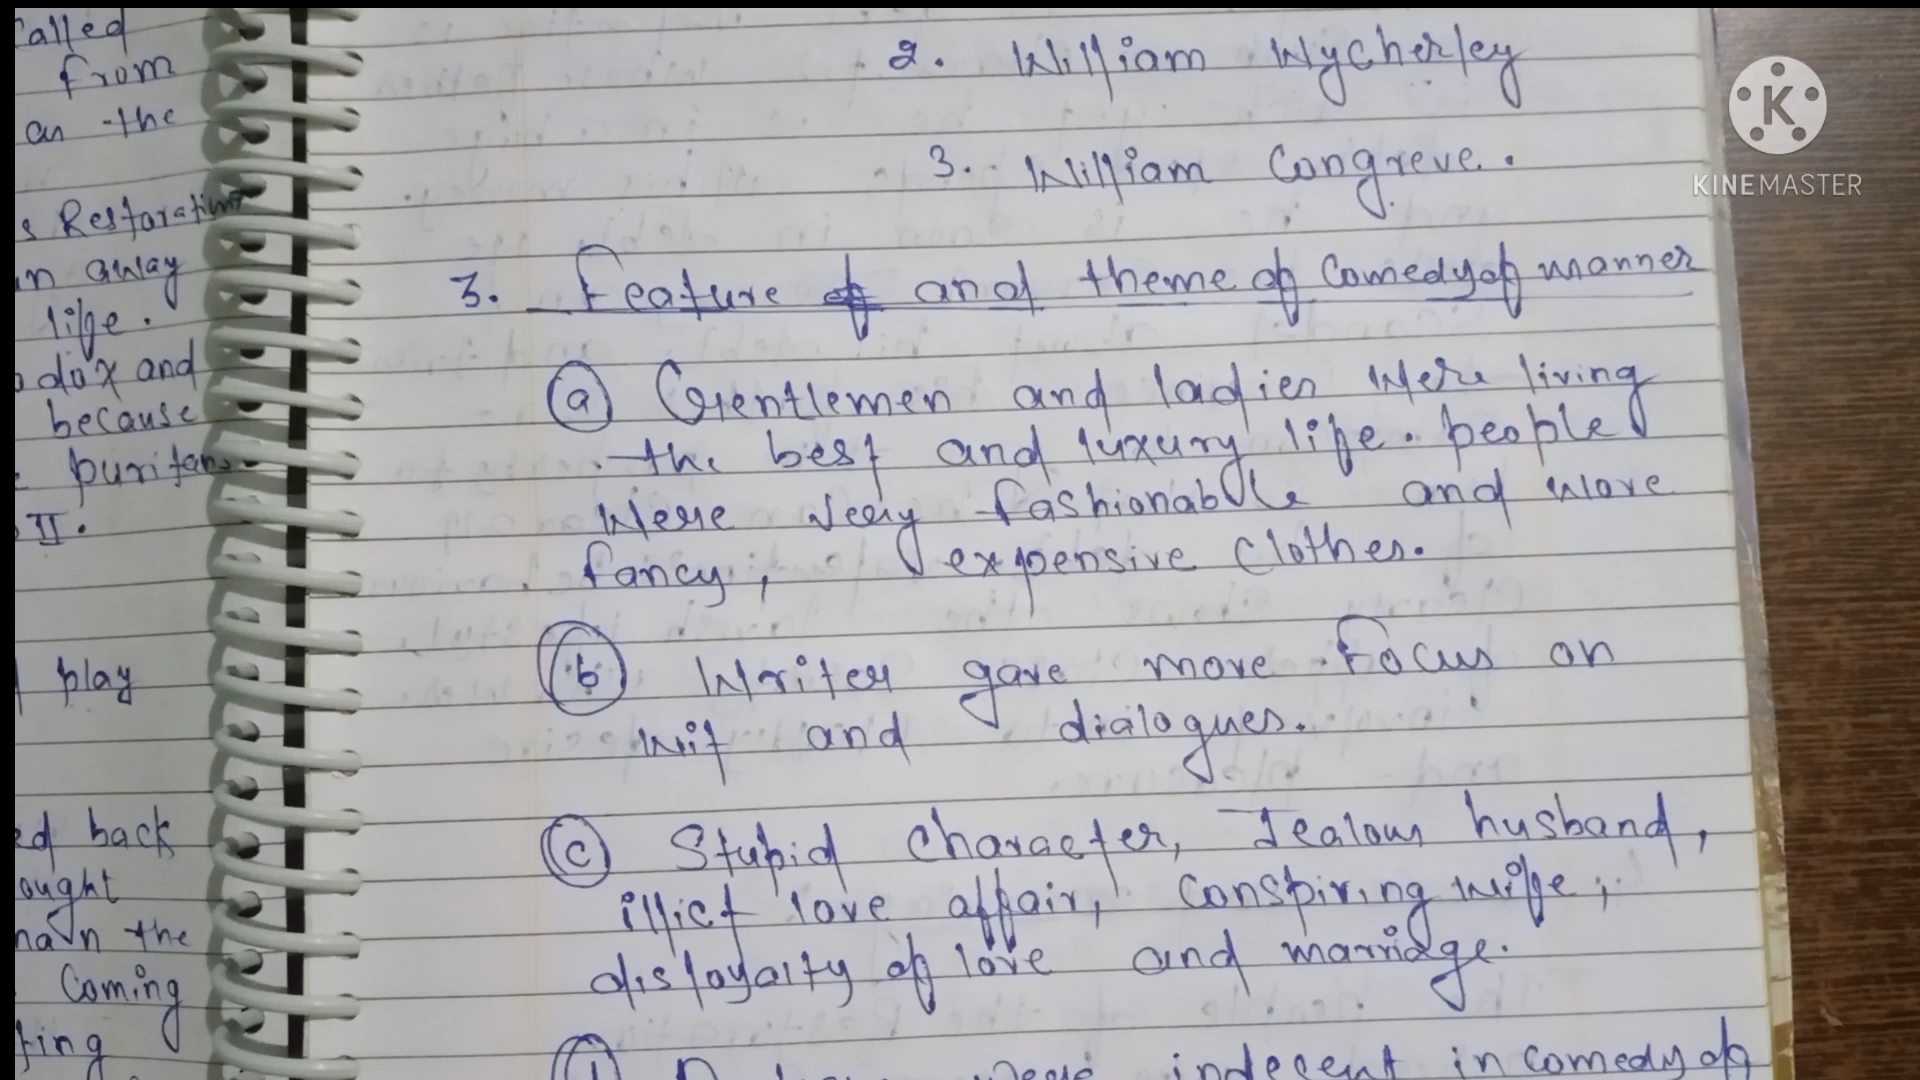 called
from
an the
s Restoration
n away
life.
dox and
because
puritans
II.
play
ed back
ought
the
Coming
2. William Wycherley
3. William Congreve.
3. Feature of and theme of Comedy of manner
(a) Gentlemen and ladies were living
the best and luxury life. people
were very fashionable and wore
fancy, expensive clothes.
(b) Writer gave more focus on
wit and dialogues.
(c) Stupid character, Jealous husband,
illict love affair, Conspiring wife,
disloyalty of love and marriage.
indecent in comedy of
KINEMASTER